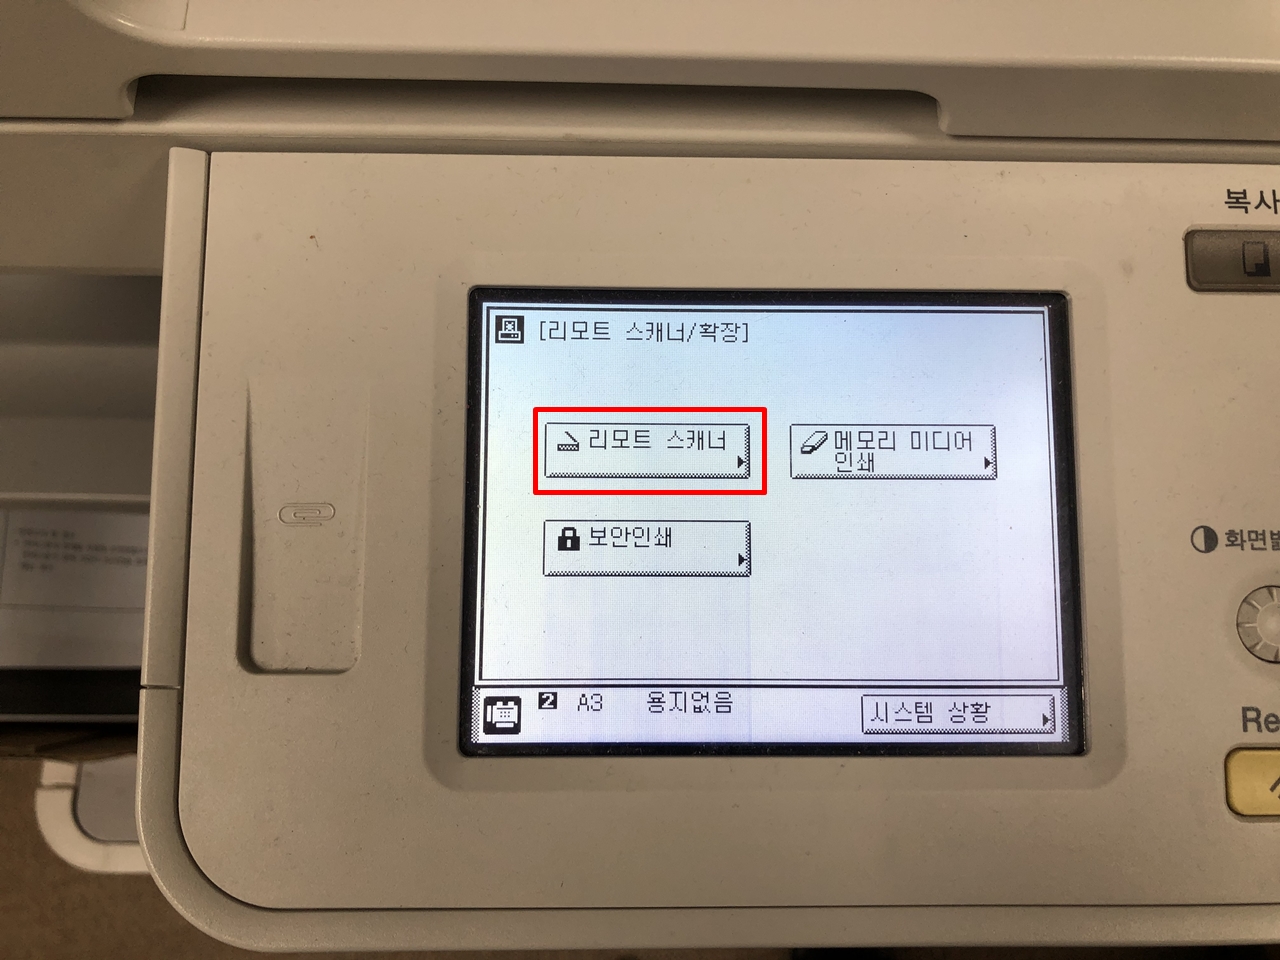 복사
[리모트 스캐너/확장]
리모트 스캐너
메모리 미디어
인쇄
보안인쇄
화면밝
2 A3 용지없음
시스템 상황
Re